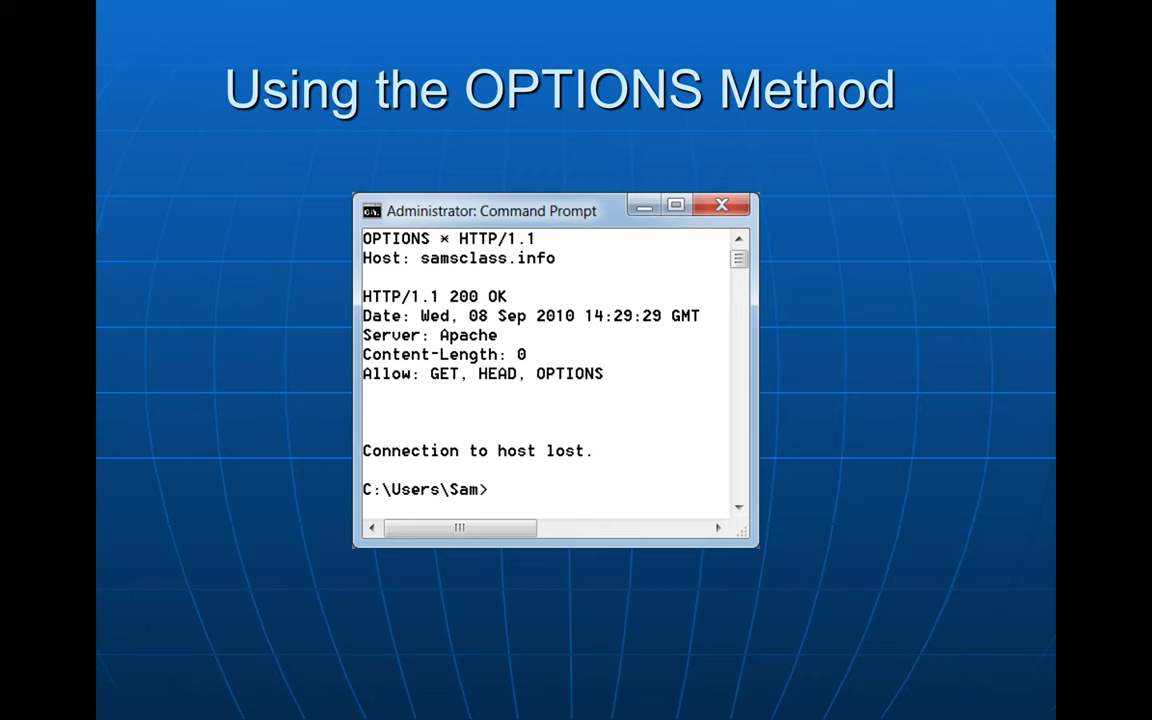 Using the OPTIONS Method
Administrator: Command Prompt
OPTIONS * HTTP/1.1
Host: samsclass.info
HTTP/1.1 200 OK
Date: Wed, 08 Sep 2010 14:29:29 GMT
Server: Apache
Content-Length: 0
Allow: GET, HEAD, OPTIONS
Connection to host lost.
C:\Users\Sam>